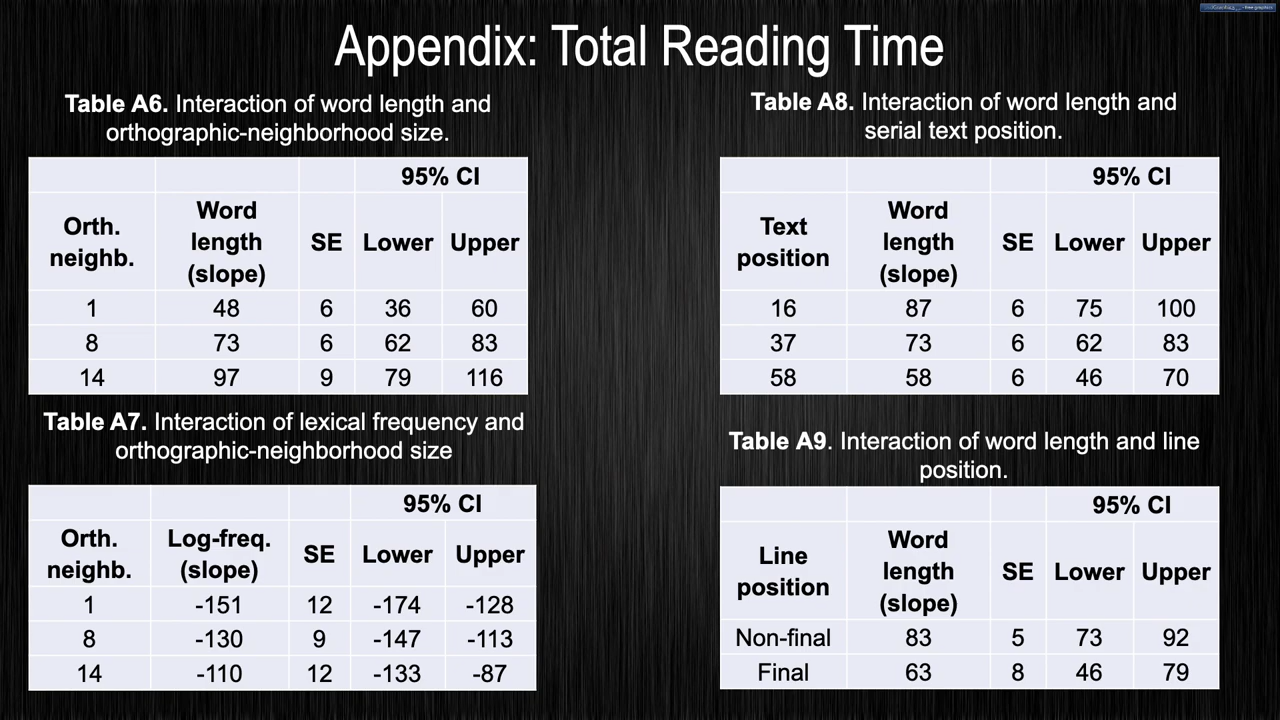 Appendix: Total Reading Time
Table A6. Interaction of word length and
orthographic-neighborhood size.
95% CI
Orth. neighb. Word length (slope) SE Lower Upper
1 48 6 36 60
8 73 6 62 83
14 97 9 79 116
Table A7. Interaction of lexical frequency and
orthographic-neighborhood size
95% CI
Orth. neighb. Log-freq. (slope) SE Lower Upper
1 -151 12 -174 -128
8 -130 9 -147 -113
14 -110 12 -133 -87
Table A8. Interaction of word length and
serial text position.
95% CI
Text position Word length (slope) SE Lower Upper
16 87 6 75 100
37 73 6 62 83
58 58 6 46 70
Table A9. Interaction of word length and line
position.
95% CI
Line position Word length (slope) SE Lower Upper
Non-final 83 5 73 92
Final 63 8 46 79